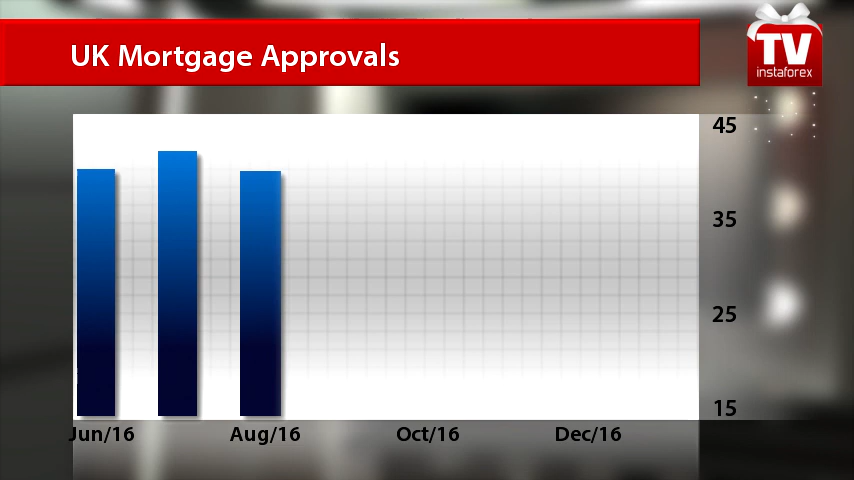 UK Mortgage Approvals
TV
instaforex
45
35
25
15
Jun/16 Aug/16 Oct/16 Dec/16